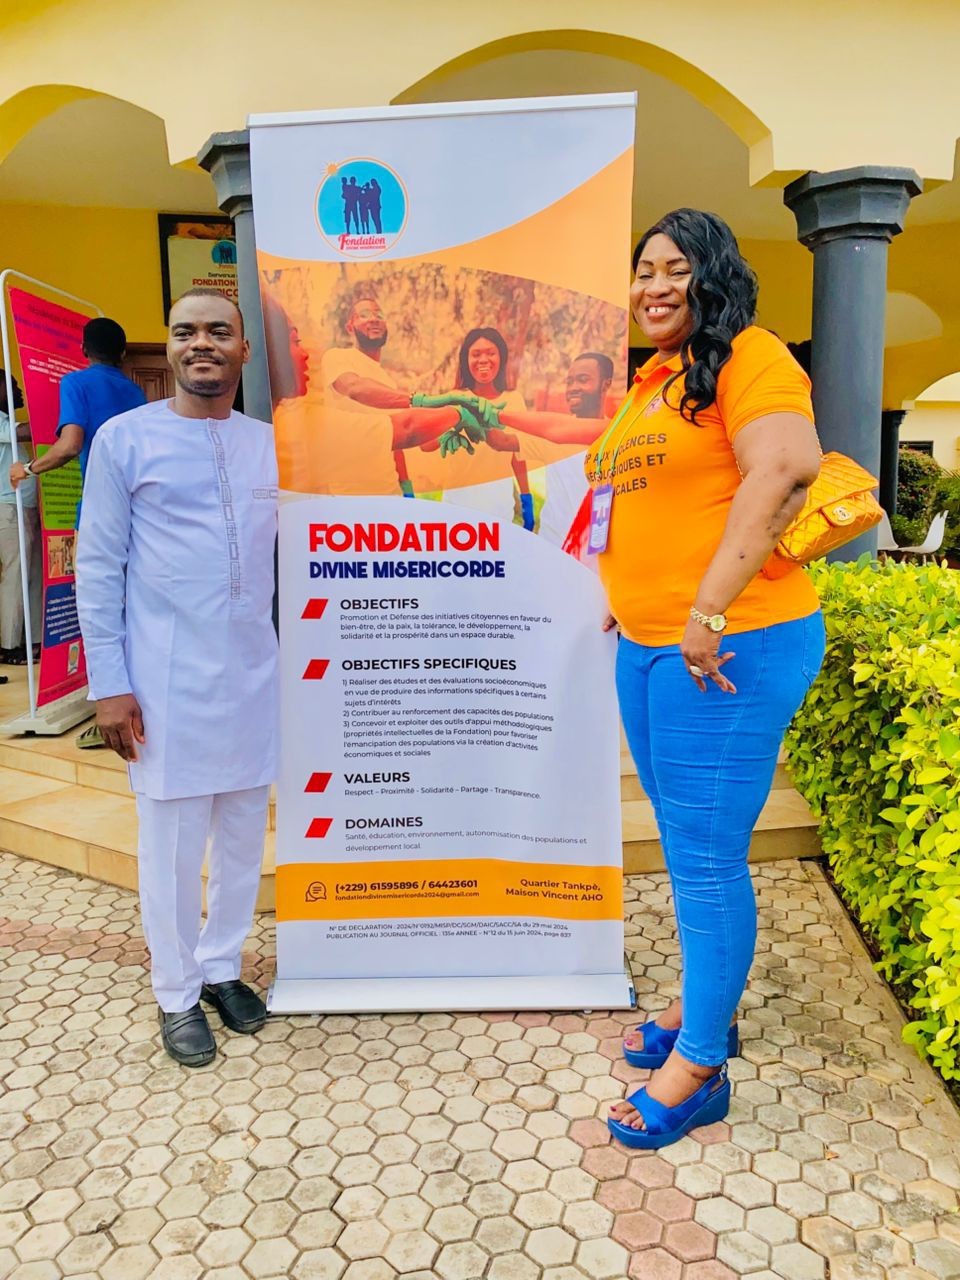 Fondation
DIVINE MISERICORDE
Bienvenue
FONDATION
FONDATION
DIVINE MISERICORDE
OBJECTIFS
Promotion et Défense des initiatives citoyennes en faveur du
bien-être, de la paix, la tolérance, le développement, la
solidarité et la prospérité dans un espace durable.
OBJECTIFS SPECIFIQUES
1) Réaliser des études et des évaluations socioéconomiques
en vue de produire des informations spécifiques à certains
sujets d'intérêts
2) Contribuer au renforcement des capacités des populations
3) Concevoir et exploiter des outils d'appui méthodologiques
(propriétés intellectuelles de la Fondation) pour favoriser
l'émancipation des populations via la création d'activités
économiques et sociales
VALEURS
Respect – Proximité - Solidarité – Partage - Transparence.
DOMAINES
Santé, éducation, environnement, autonomisation des populations et
développement local.
(+229) 61595896 / 64423601
fondationdivinemisericorde2024@gmail.com
Quartier Tankpè,
Maison Vincent AHO
N° DE DECLARATION : 2024/N°0192/MISP/DC/SCM/DAIC/SACC/SA du 29 mai 2024
PUBLICATION AU JOURNAL OFFICIEL : 135e ANNEE – N°12 du 15 juin 2024, page 837
AUX
ET